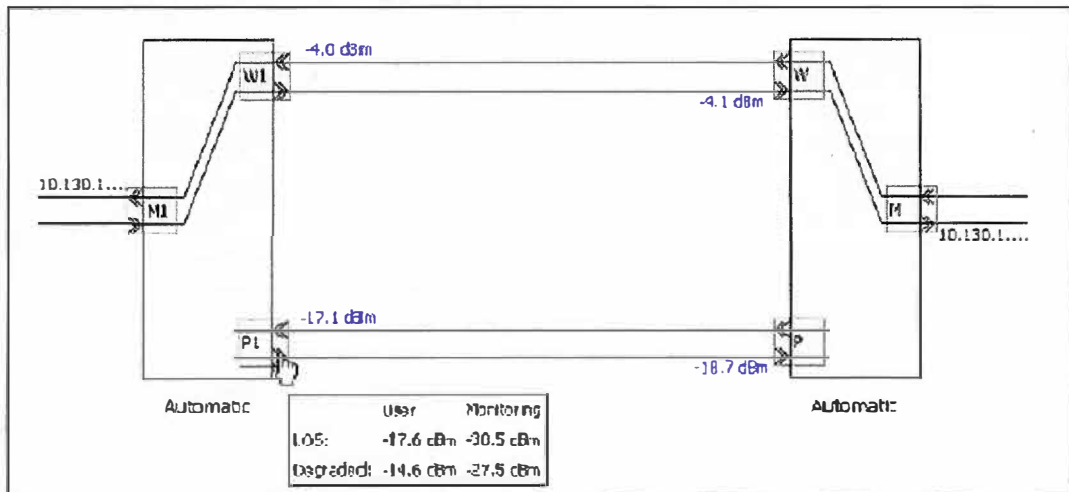 -4.0 dBm
W1
W
-4.1 dBm
10.130.1....
M1
M
10.130.1....
-17.1 dBm
P1
P
-18.7 dBm
Automatic
Automatic
User Monitoring
LOS: -17.6 dBm -30.5 dBm
Degraded: -14.6 dBm -27.5 dBm